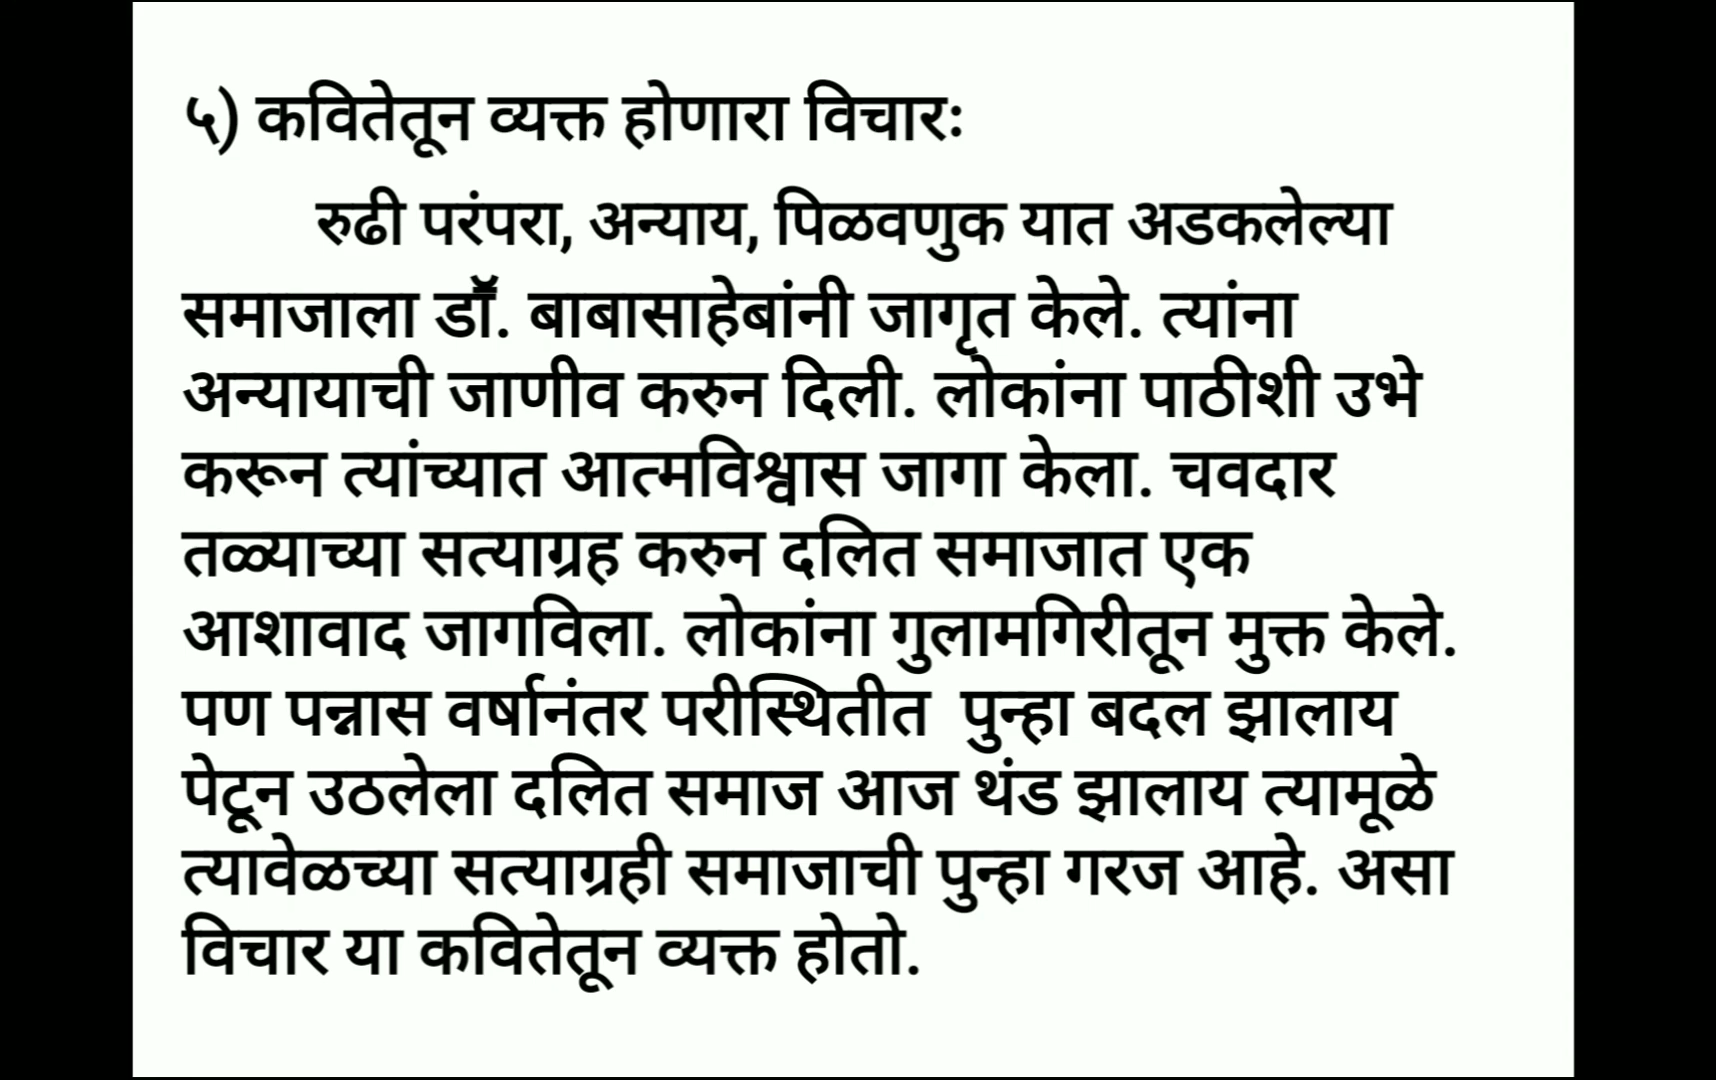 ५) कवितेतून व्यक्त होणारा विचारः
रुढी परंपरा, अन्याय, पिळवणुक यात अडकलेल्या
समाजाला डॉ. बाबासाहेबांनी जागृत केले. त्यांना
अन्यायाची जाणीव करुन दिली. लोकांना पाठीशी उभे
करून त्यांच्यात आत्मविश्वास जागा केला. चवदार
तळ्याच्या सत्याग्रह करुन दलित समाजात एक
आशावाद जागविला. लोकांना गुलामगिरीतून मुक्त केले.
पण पन्नास वर्षानंतर परीस्थितीत पुन्हा बदल झालाय
पेटून उठलेला दलित समाज आज थंड झालाय त्यामूळे
त्यावेळच्या सत्याग्रही समाजाची पुन्हा गरज आहे. असा
विचार या कवितेतून व्यक्त होतो.